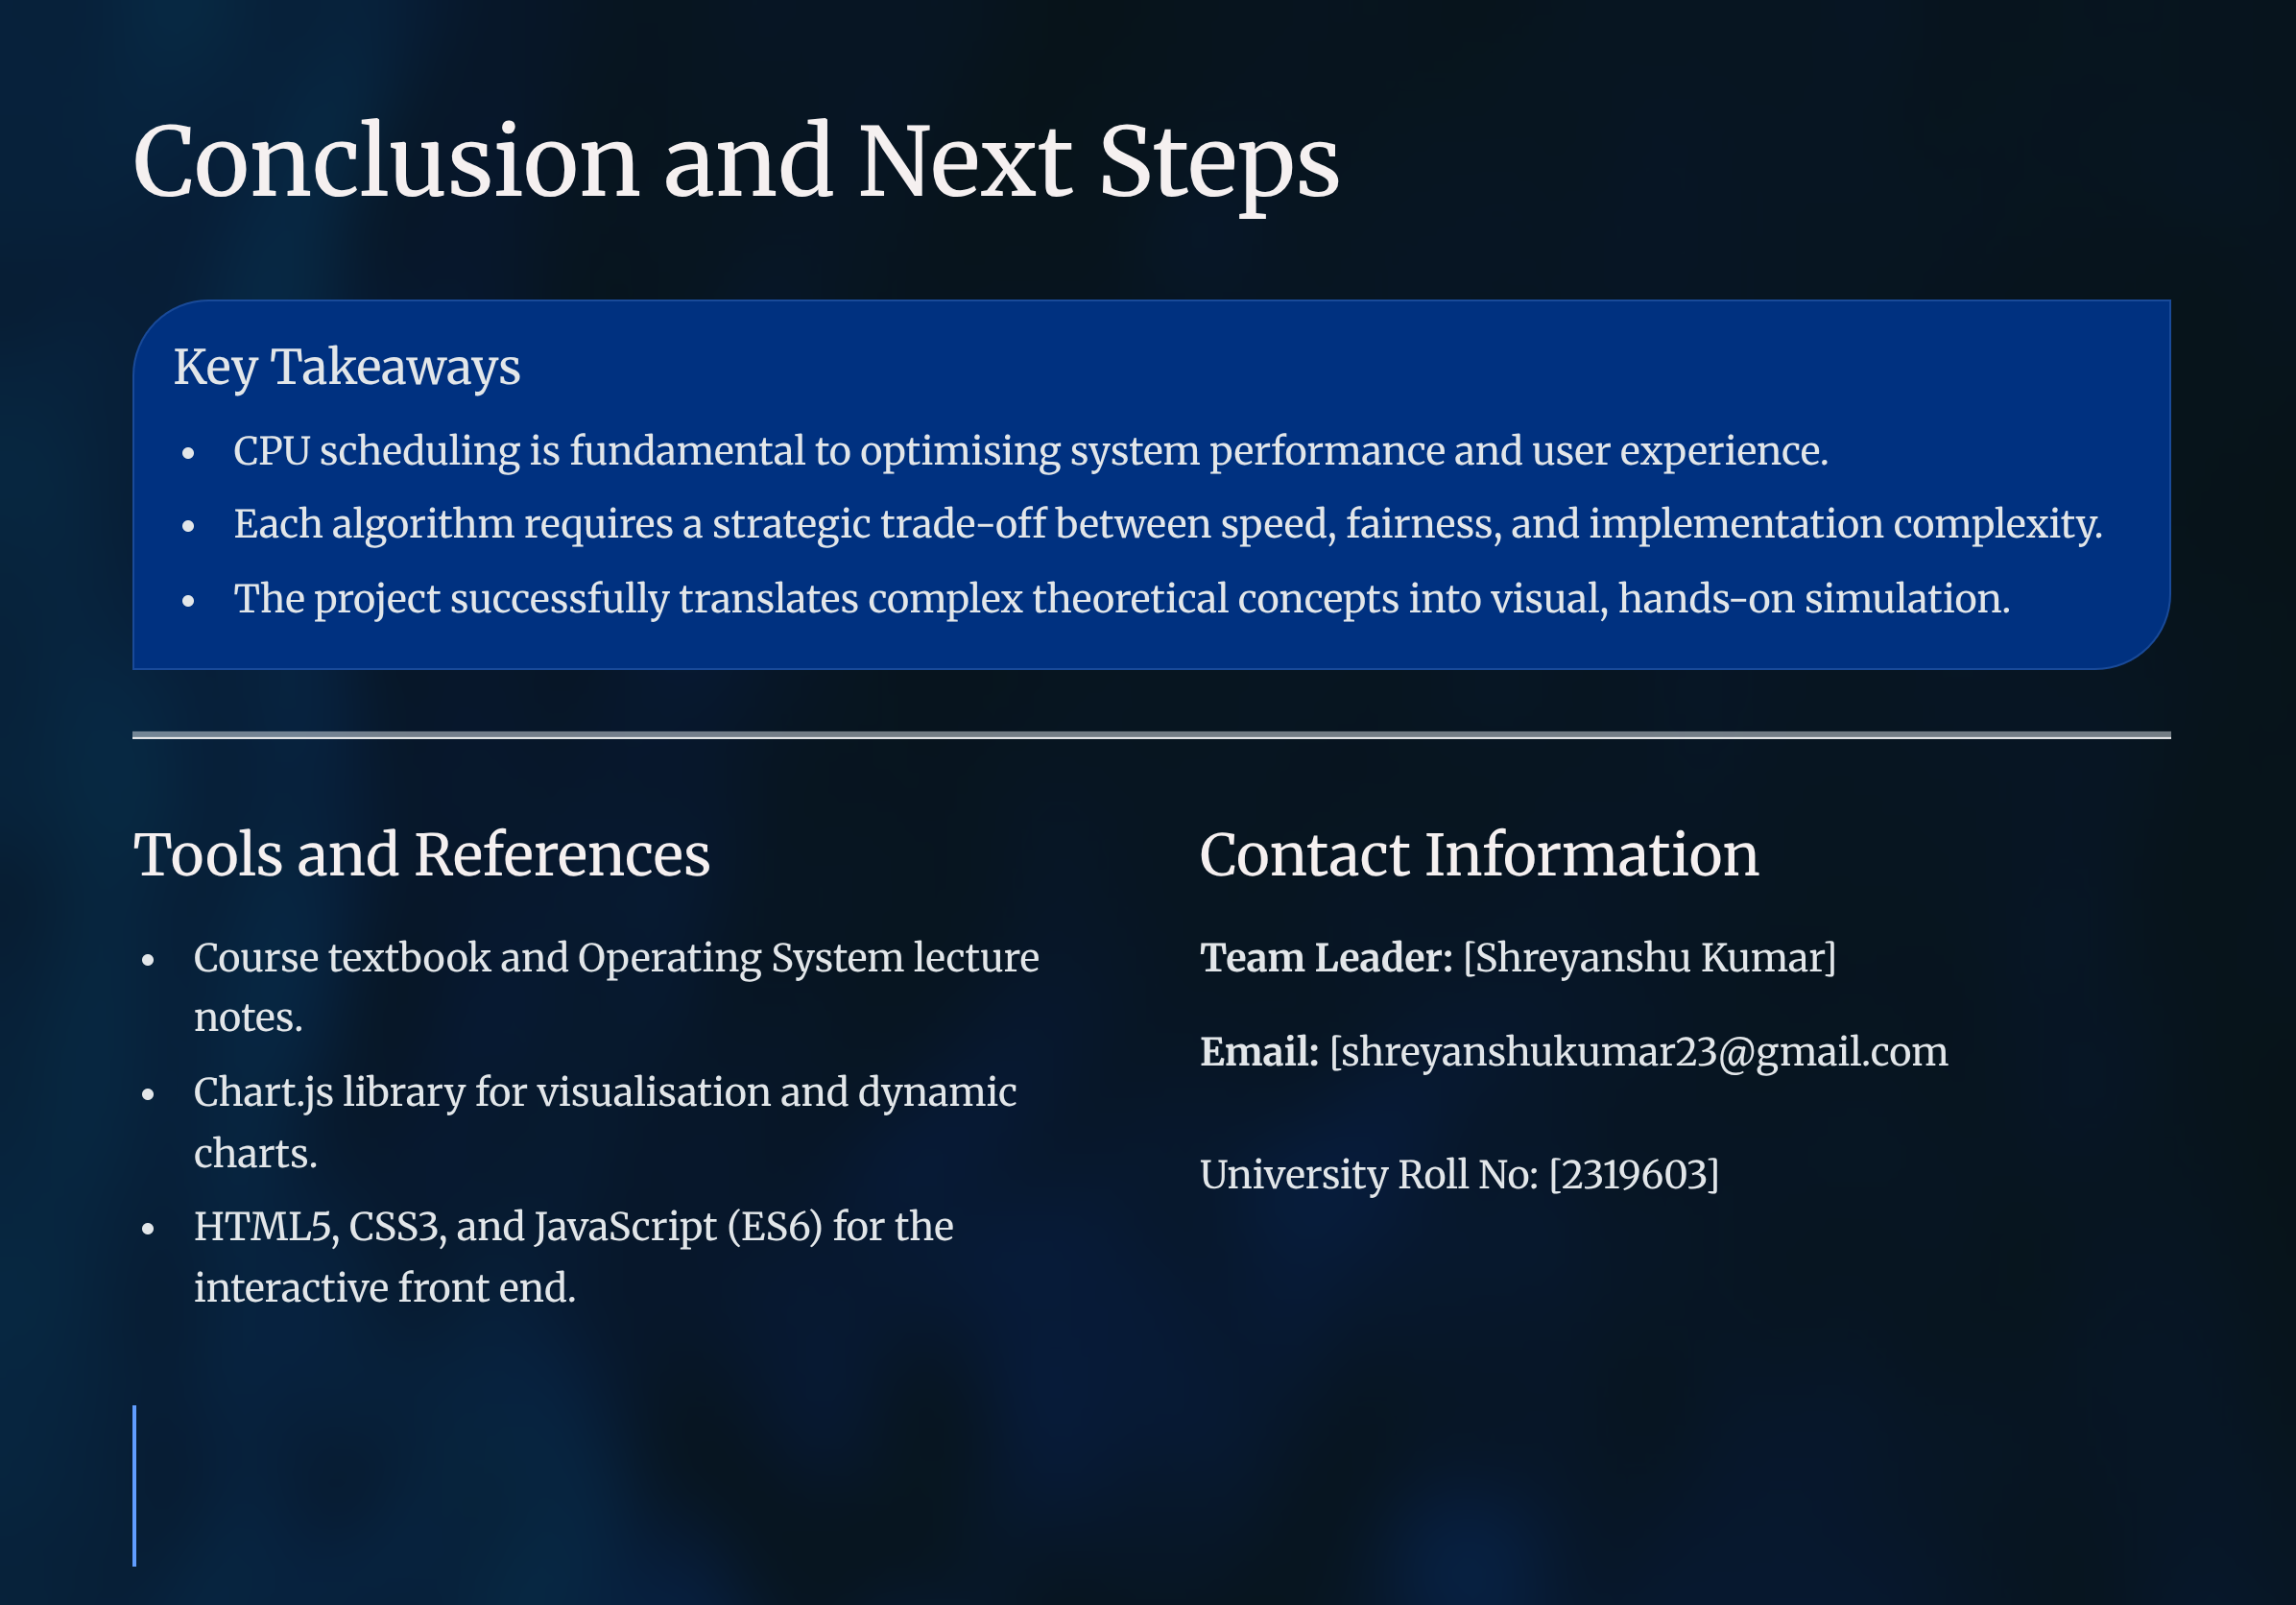 Conclusion and Next Steps
Key Takeaways
• CPU scheduling is fundamental to optimising system performance and user experience.
• Each algorithm requires a strategic trade-off between speed, fairness, and implementation complexity.
• The project successfully translates complex theoretical concepts into visual, hands-on simulation.
Tools and References
• Course textbook and Operating System lecture
notes.
• Chart.js library for visualisation and dynamic
charts.
• HTML5, CSS3, and JavaScript (ES6) for the
interactive front end.
Contact Information
Team Leader: [Shreyanshu Kumar]
Email: [shreyanshukumar23@gmail.com
University Roll No: [2319603]